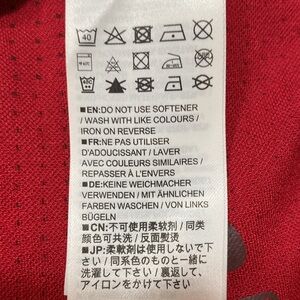 40
■EN:DO NOT USE SOFTENER
/ WASH WITH LIKE COLOURS /
IRON ON REVERSE
■FR:NE PAS UTILISER
D'ADOUCISSANT / LAVER
AVEC COULEURS SIMILAIRES /
REPASSER À L'ENVERS
■DE:KEINE WEICHMACHER
VERWENDEN / MIT ÄHNLICHEN
FARBEN WASCHEN / VON LINKS
BÜGELN
■CN:不可使用柔软剂 / 同类
颜色可共洗 / 反面熨烫
■JP:柔軟剤は使用しないで下
さい / 同系色のものと一緒に
洗濯して下さい / 裏返して、
アイロンをかけて下さい